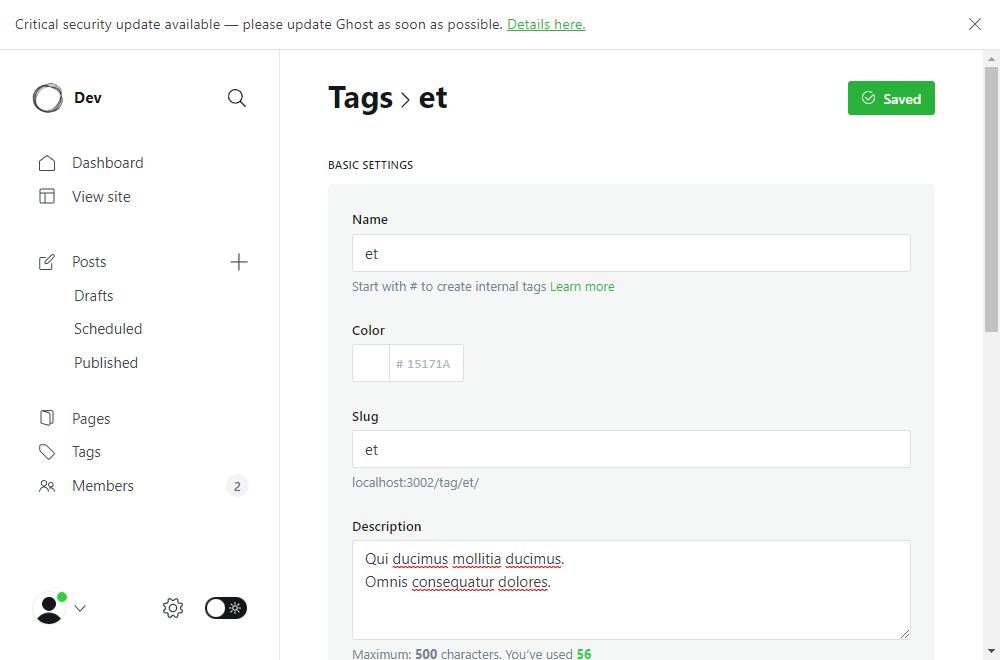 Critical security update available — please update Ghost as soon as possible. Details here.
Dev
Dashboard
View site
Posts
Drafts
Scheduled
Published
Pages
Tags
Members 2
Tags > et
Saved
BASIC SETTINGS
Name
et
Start with # to create internal tags Learn more
Color
# 15171A
Slug
et
localhost:3002/tag/et/
Description
Qui ducimus mollitia ducimus.
Omnis consequatur dolores.
Maximum: 500 characters. You've used 56